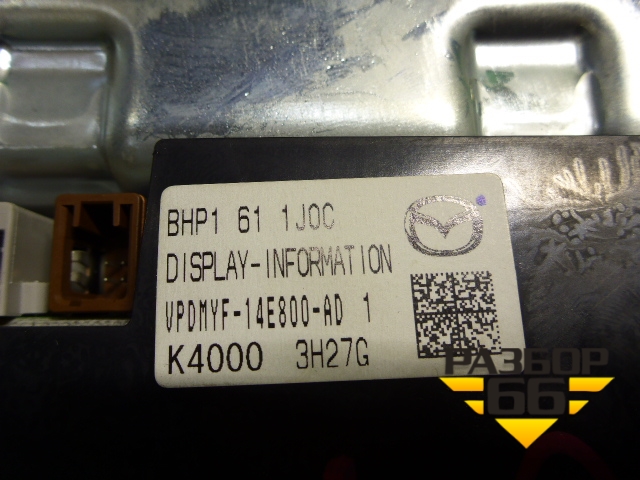 BHP1 61 1J0C
DISPLAY-INFORMATION
VPDMYF-14E800-AD 1
K4000 3H27G
РАЗБОР
66